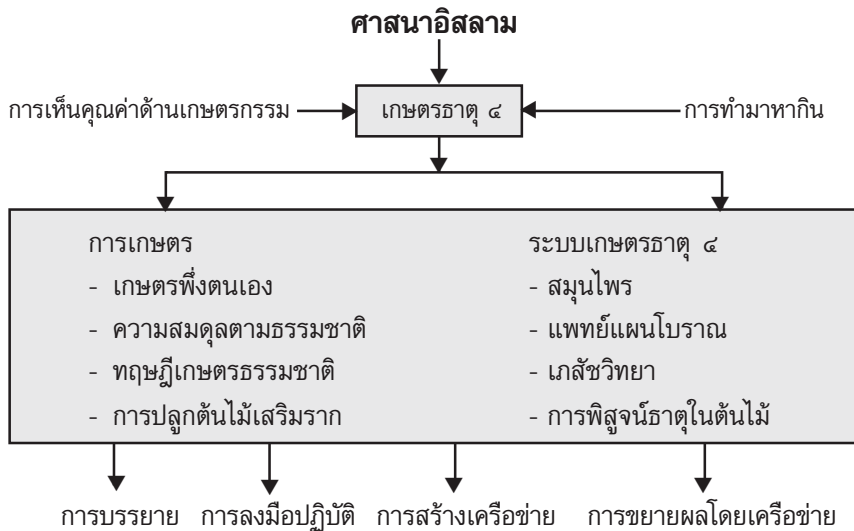 ศาสนาอิสลาม
การเห็นคุณค่าด้านเกษตรกรรม เกษตรธาตุ ๔ การทำมาหากิน
การเกษตร
- เกษตรพึ่งตนเอง
- ความสมดุลตามธรรมชาติ
- ทฤษฎีเกษตรธรรมชาติ
- การปลูกต้นไม้เสริมราก
ระบบเกษตรธาตุ ๔
- สมุนไพร
- แพทย์แผนโบราณ
- เภสัชวิทยา
- การพิสูจน์ธาตุในต้นไม้
การบรรยาย การลงมือปฏิบัติ การสร้างเครือข่าย การขยายผลโดยเครือข่าย